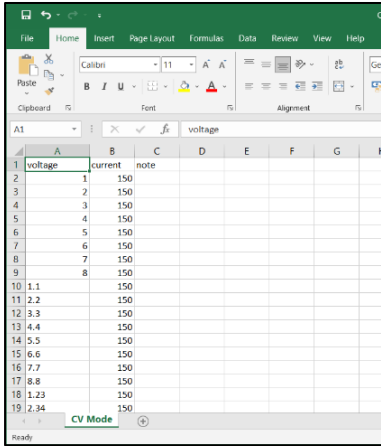 File Home Insert Page Layout Formulas Data Review View Help
Paste
Calibri 11 A A Ge
B I U A
Clipboard Font Alignment
A1 fx voltage
A B C D E F G
1 voltage current note
2 1 150
3 2 150
4 3 150
5 4 150
6 5 150
7 6 150
8 7 150
9 8 150
10 1.1 150
11 2.2 150
12 3.3 150
13 4.4 150
14 5.5 150
15 6.6 150
16 7.7 150
17 8.8 150
18 1.23 150
19 2.34 150
CV Mode
Ready